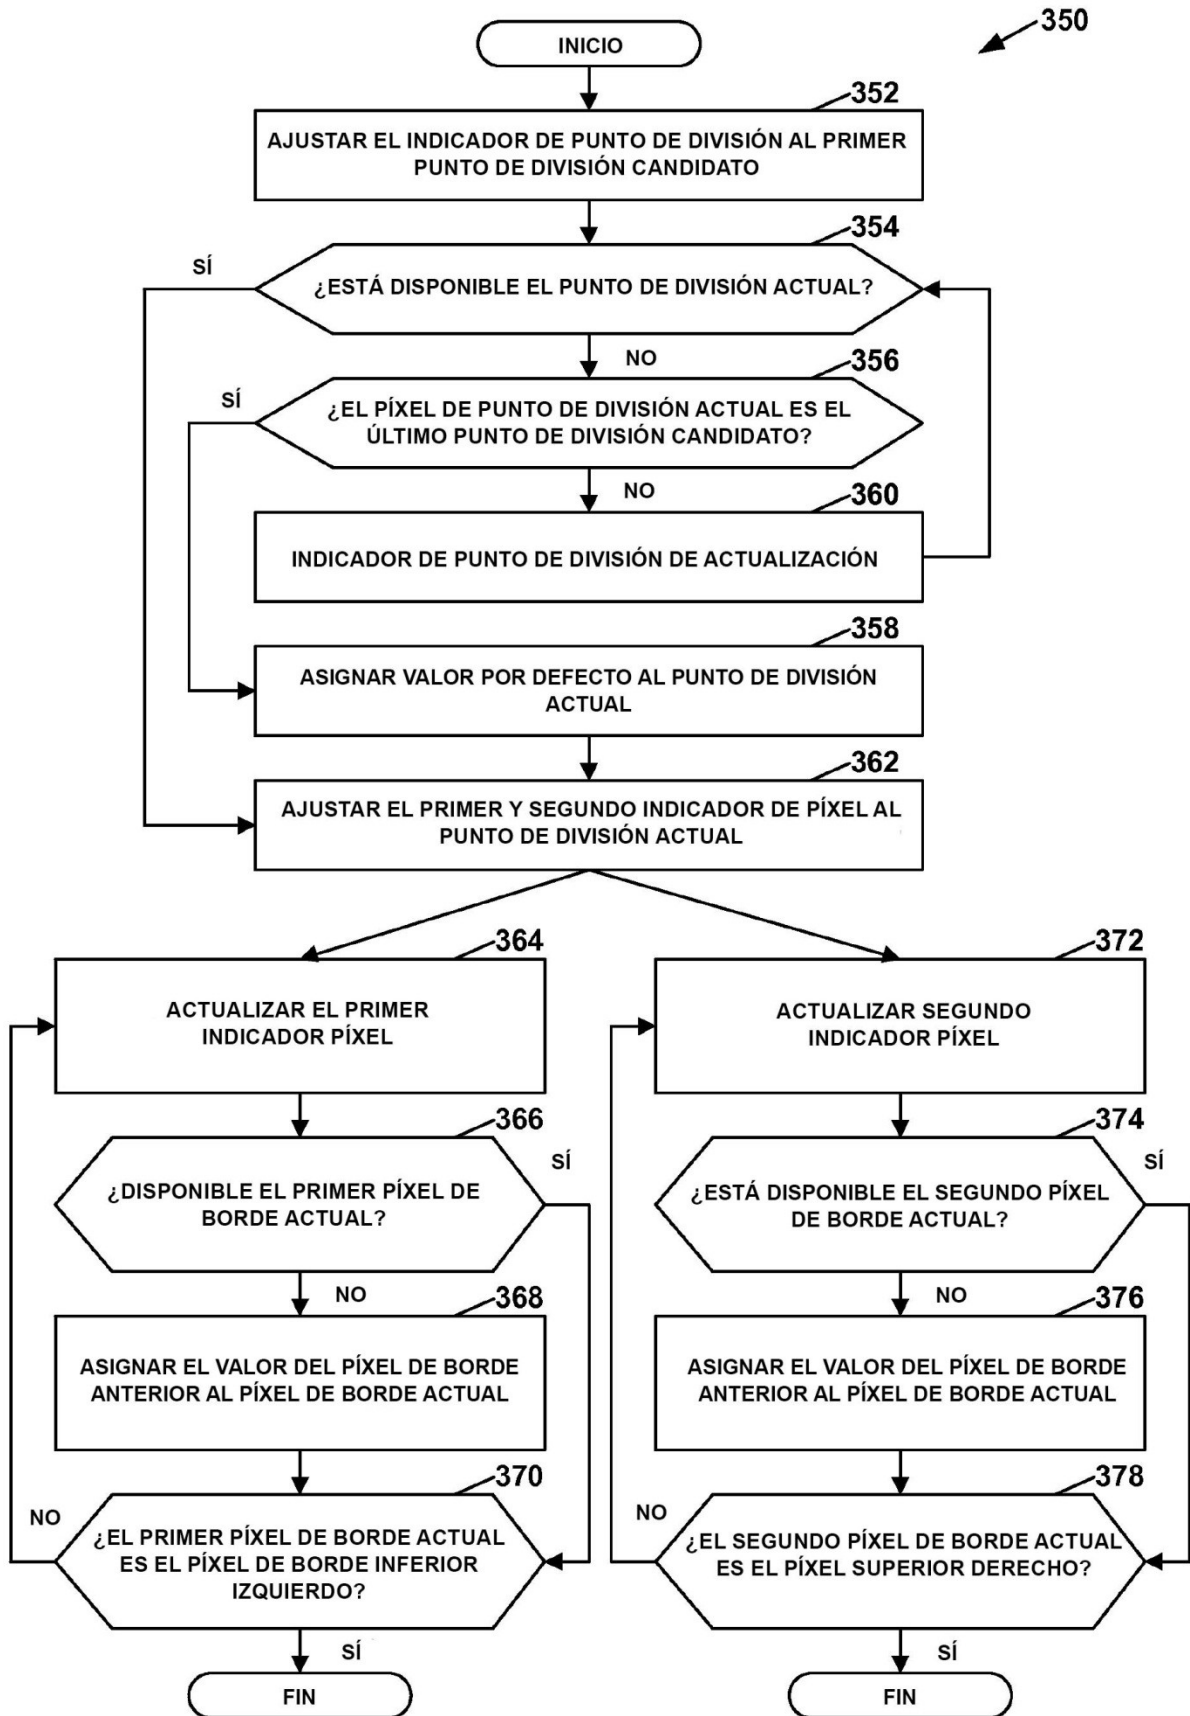 350
INICIO
352
AJUSTAR EL INDICADOR DE PUNTO DE DIVISIÓN AL PRIMER
PUNTO DE DIVISIÓN CANDIDATO
354
SÍ
¿ESTÁ DISPONIBLE EL PUNTO DE DIVISIÓN ACTUAL?
NO
356
SÍ
¿EL PÍXEL DE PUNTO DE DIVISIÓN ACTUAL ES EL
ÚLTIMO PUNTO DE DIVISIÓN CANDIDATO?
NO
360
INDICADOR DE PUNTO DE DIVISIÓN DE ACTUALIZACIÓN
358
ASIGNAR VALOR POR DEFECTO AL PUNTO DE DIVISIÓN
ACTUAL
362
AJUSTAR EL PRIMER Y SEGUNDO INDICADOR DE PÍXEL AL
PUNTO DE DIVISIÓN ACTUAL
364
ACTUALIZAR EL PRIMER
INDICADOR PÍXEL
366
SÍ
¿DISPONIBLE EL PRIMER PÍXEL DE
BORDE ACTUAL?
NO
368
ASIGNAR EL VALOR DEL PÍXEL DE BORDE
ANTERIOR AL PÍXEL DE BORDE ACTUAL
370
NO
¿EL PRIMER PÍXEL DE BORDE ACTUAL
ES EL PÍXEL DE BORDE INFERIOR
IZQUIERDO?
SÍ
FIN
372
ACTUALIZAR SEGUNDO
INDICADOR PÍXEL
374
SÍ
¿ESTÁ DISPONIBLE EL SEGUNDO PÍXEL
DE BORDE ACTUAL?
NO
376
ASIGNAR EL VALOR DEL PÍXEL DE BORDE
ANTERIOR AL PÍXEL DE BORDE ACTUAL
378
NO
¿EL SEGUNDO PÍXEL DE BORDE ACTUAL
ES EL PÍXEL SUPERIOR DERECHO?
SÍ
FIN